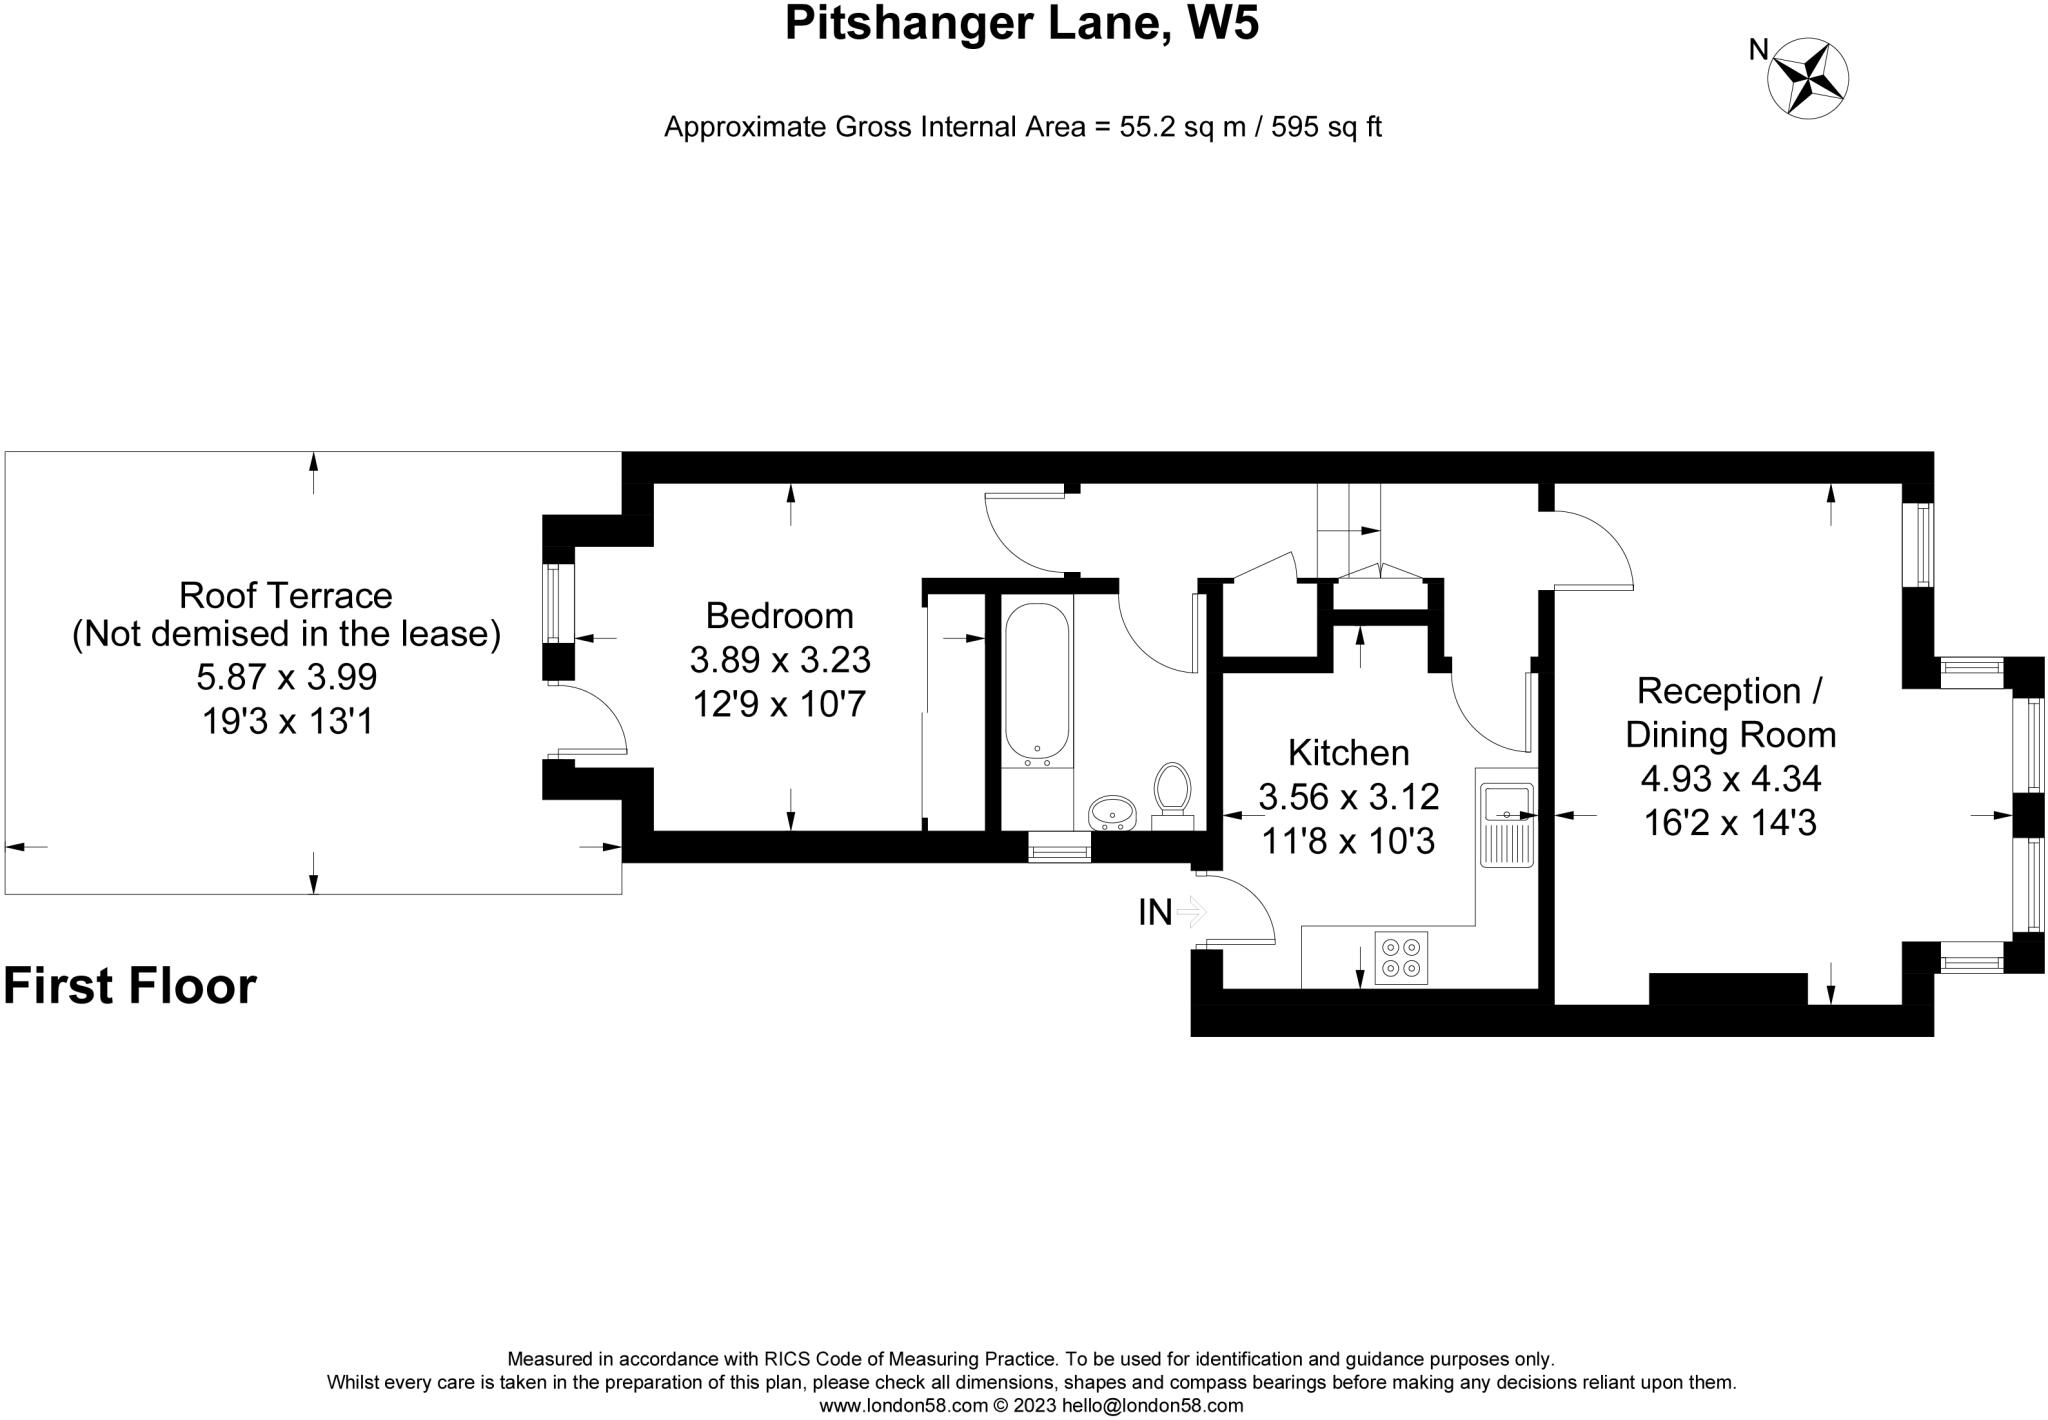 Pitshanger Lane, W5
N
Approximate Gross Internal Area = 55.2 sq m / 595 sq ft
Roof Terrace
(Not demised in the lease)
5.87 x 3.99
19'3 x 13'1
Bedroom
3.89 x 3.23
12'9 x 10'7
Kitchen
3.56 x 3.12
11'8 x 10'3
Reception /
Dining Room
4.93 x 4.34
16'2 x 14'3
IN
First Floor
Measured in accordance with RICS Code of Measuring Practice. To be used for identification and guidance purposes only.
Whilst every care is taken in the preparation of this plan, please check all dimensions, shapes and compass bearings before making any decisions reliant upon them.
www.london58.com © 2023 hello@london58.com